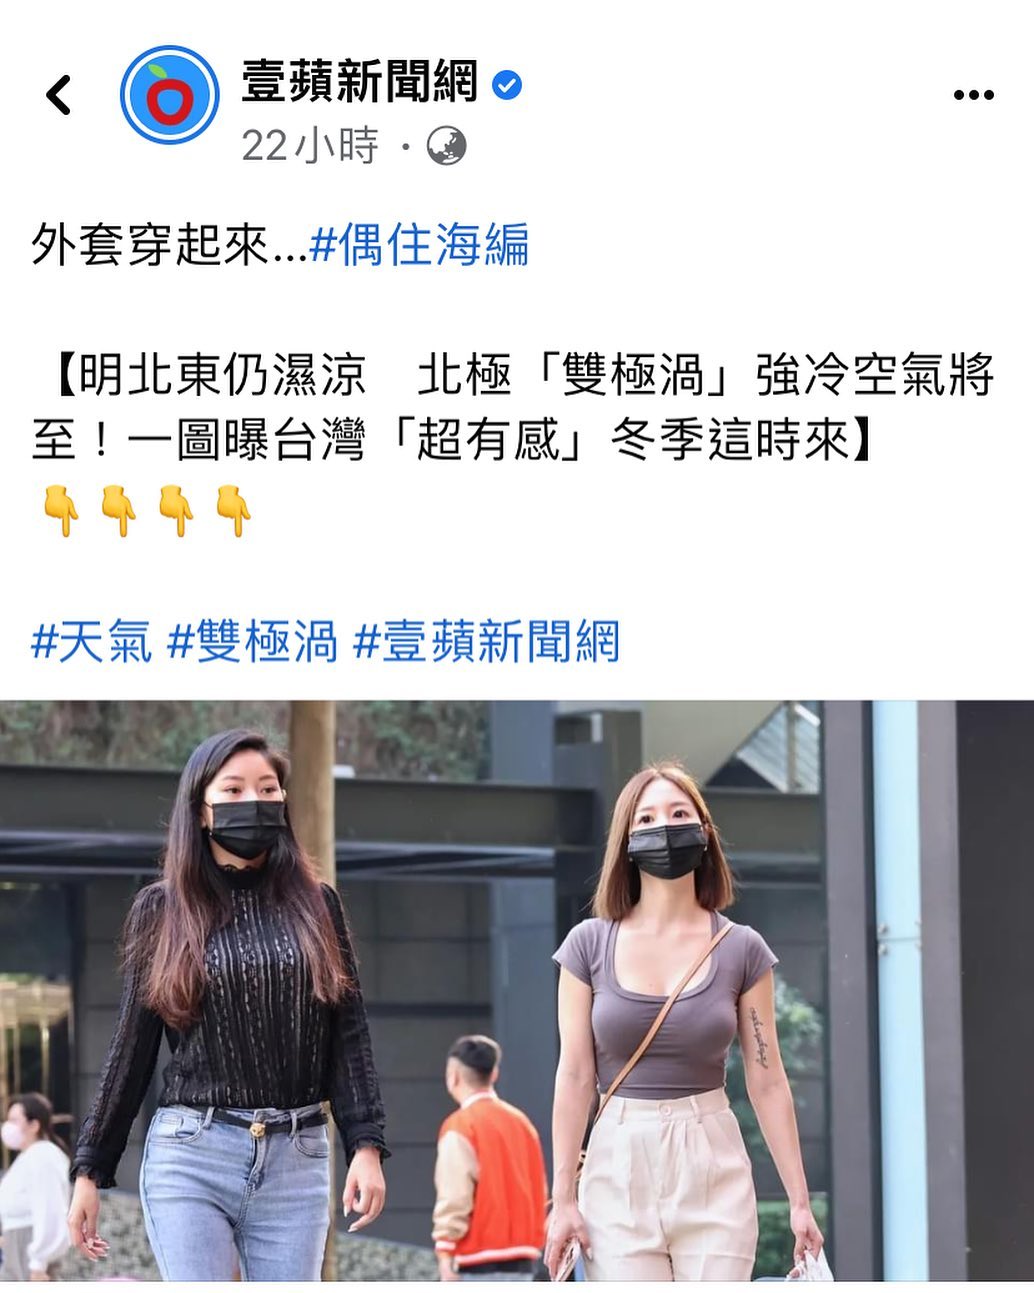 壹蘋新聞網
22小時
外套穿起來...#偶住海編
【明北東仍濕涼　北極「雙極渦」強冷空氣將
至！一圖曝台灣「超有感」冬季這時來】
👇👇👇👇
#天氣 #雙極渦 #壹蘋新聞網